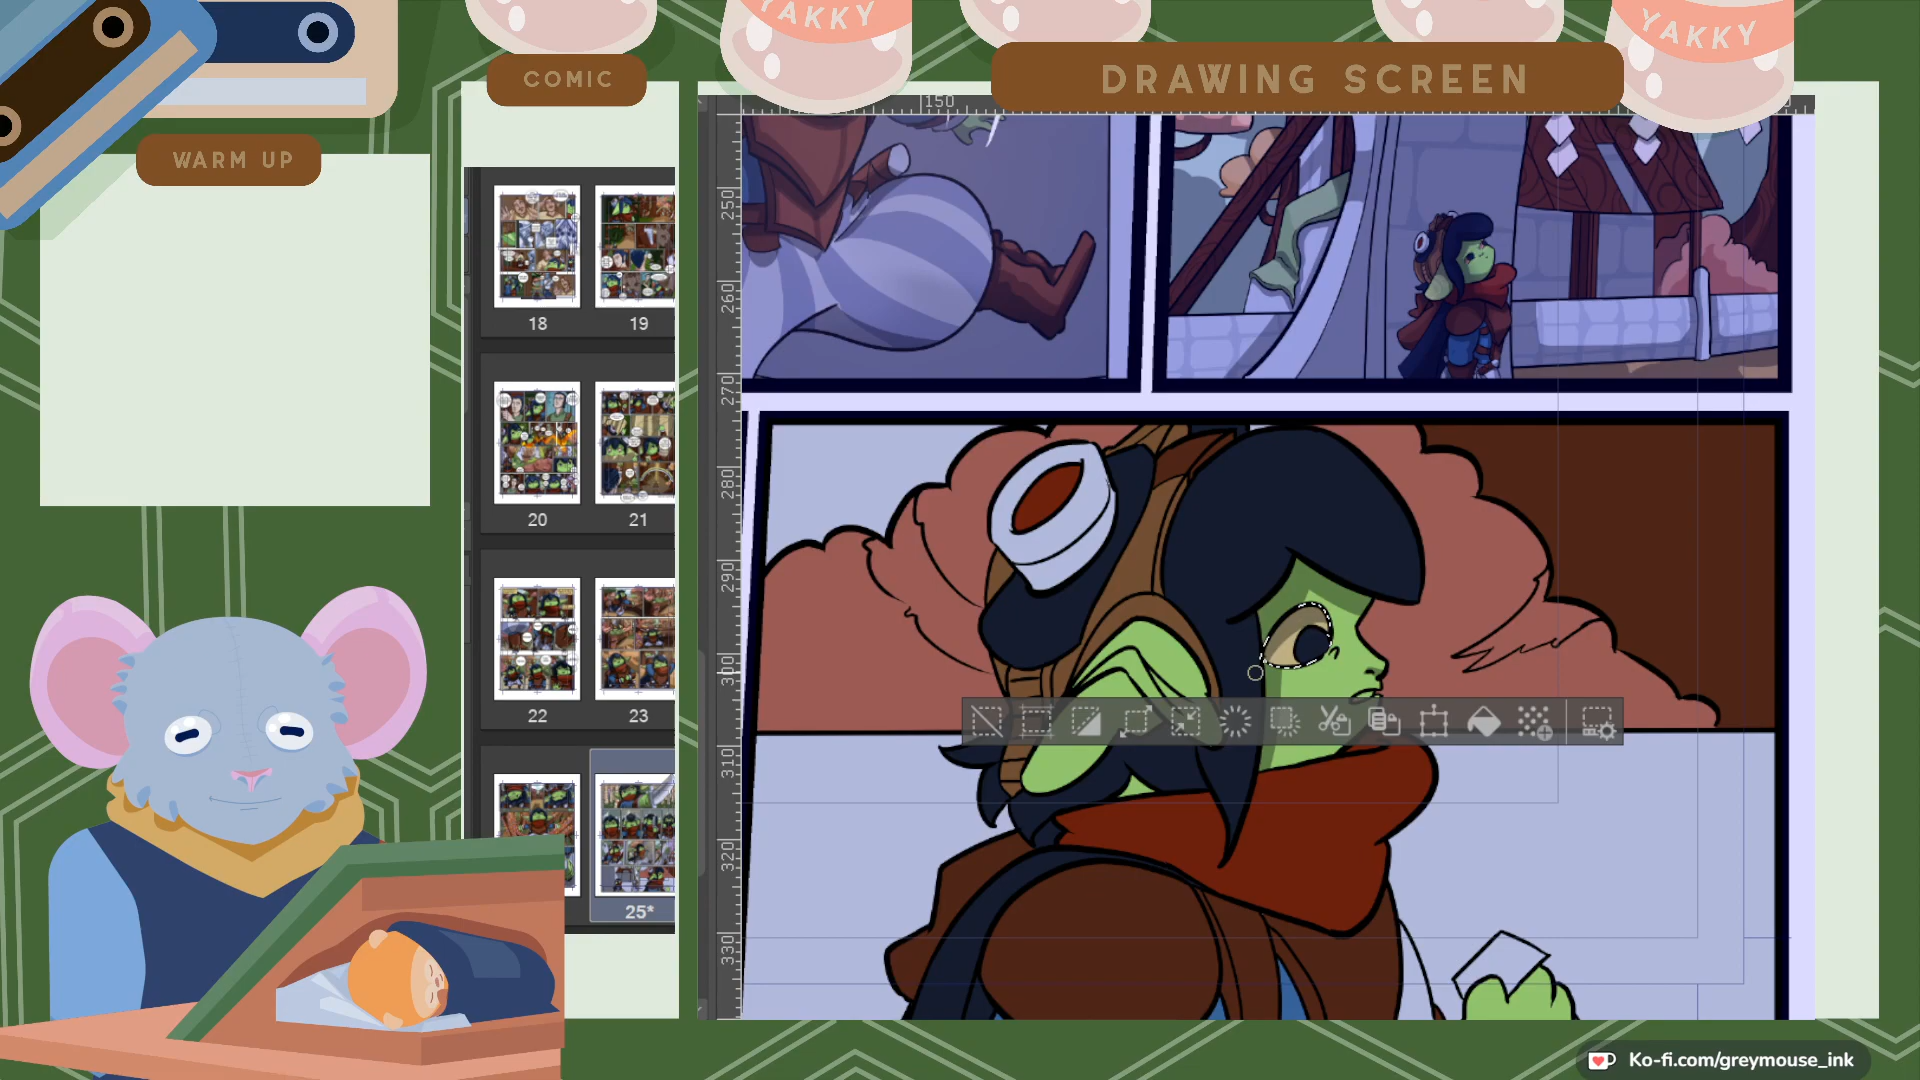 YAKKY
YAKKY
COMIC
DRAWING SCREEN
WARM UP
150
250
260
270
280
290
300
310
320
330
18
19
20
21
22
23
25*
Ko-fi.com/greymouse_ink